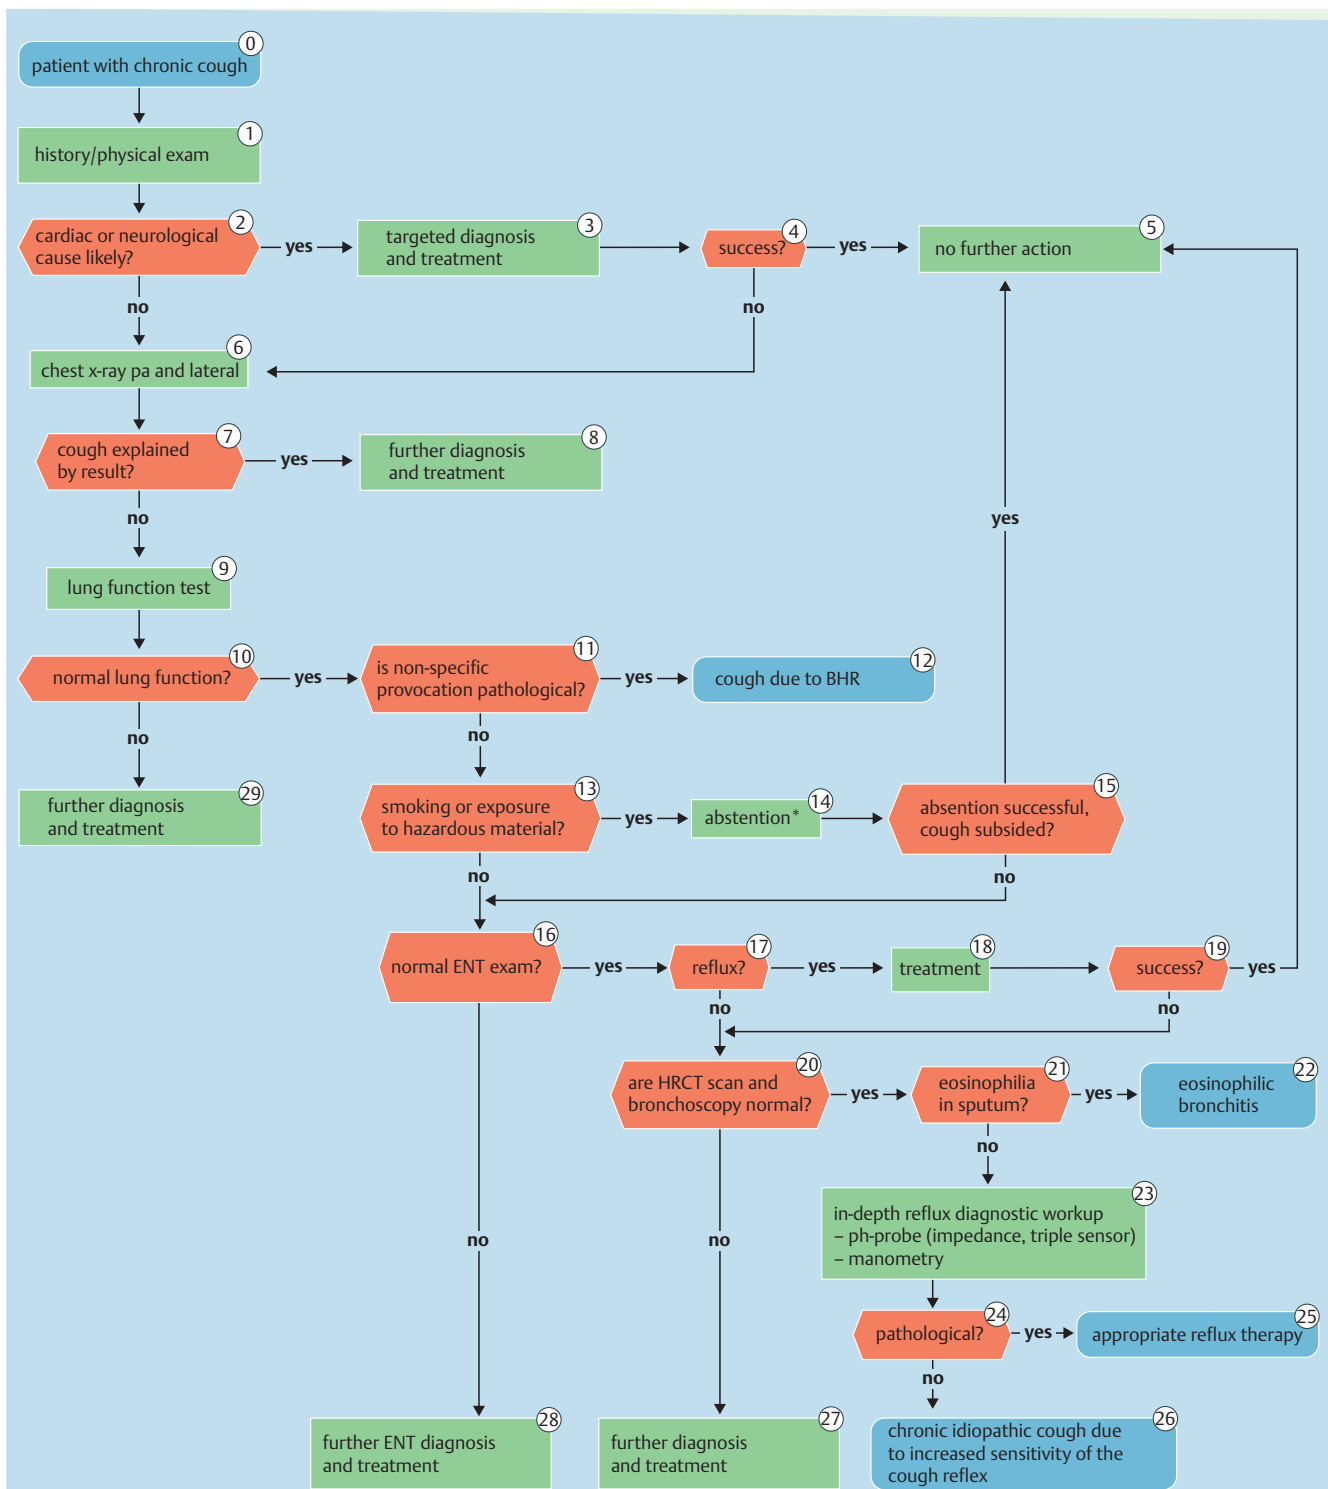 0
patient with chronic cough
1
history/physical exam
2
cardiac or neurological
cause likely?
yes
3
targeted diagnosis
and treatment
4
success?
yes
5
no further action
no
no
6
chest x-ray pa and lateral
7
cough explained
by result?
yes
8
further diagnosis
and treatment
no
yes
9
lung function test
10
normal lung function?
yes
11
is non-specific
provocation pathological?
yes
12
cough due to BHR
no
no
29
further diagnosis
and treatment
13
smoking or exposure
to hazardous material?
yes
14
abstention*
15
absention successful,
cough subsided?
no
no
16
normal ENT exam?
yes
17
reflux?
yes
18
treatment
19
success?
yes
no
no
20
are HRCT scan and
bronchoscopy normal?
yes
21
eosinophilia
in sputum?
yes
22
eosinophilic
bronchitis
no
23
in-depth reflux diagnostic workup
– ph-probe (impedance, triple sensor)
– manometry
no
no
24
pathological?
yes
25
appropriate reflux therapy
no
28
further ENT diagnosis
and treatment
27
further diagnosis
and treatment
26
chronic idiopathic cough due
to increased sensitivity of the
cough reflex